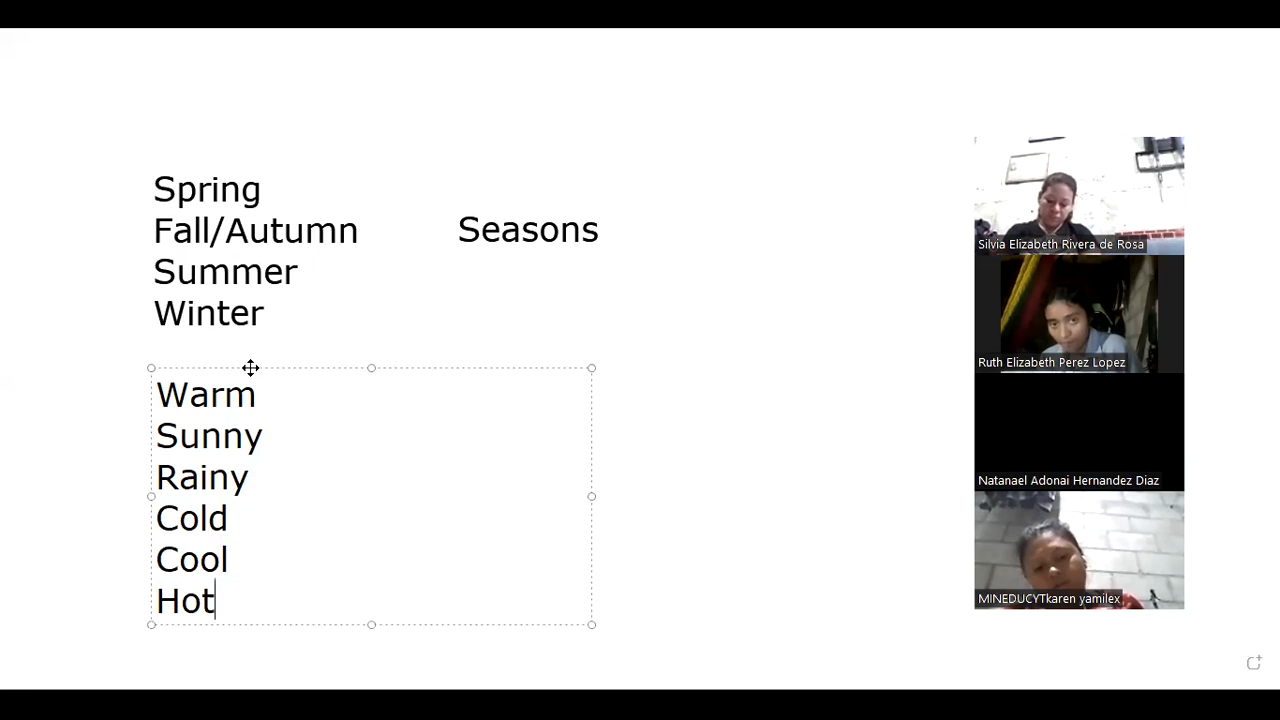 Spring
Fall/Autumn Seasons
Summer
Winter
Warm
Sunny
Rainy
Cold
Cool
Hot
Silvia Elizabeth Rivera de Rosa
Ruth Elizabeth Perez Lopez
Natanael Adonai Hernandez Diaz
MINEDUCYTkaren yamilex